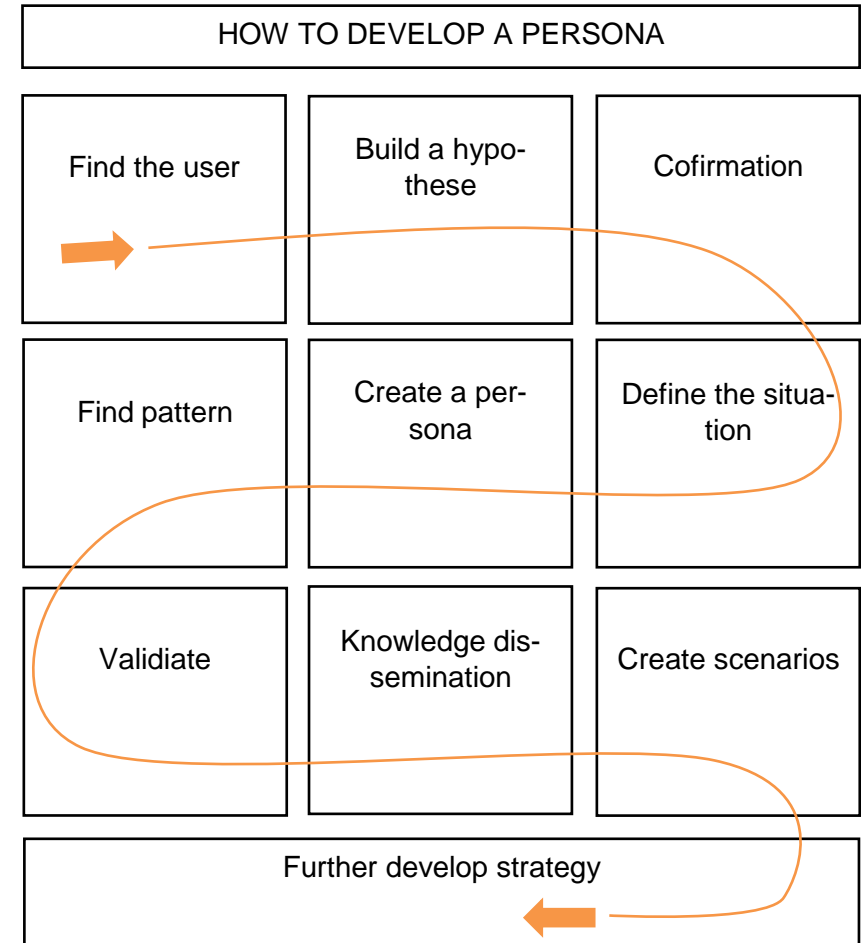 HOW TO DEVELOP A PERSONA
Find the user
Build a hypo-
these
Cofirmation
Find pattern
Create a per-
sona
Define the situa-
tion
Validiate
Knowledge dis-
semination
Create scenarios
Further develop strategy